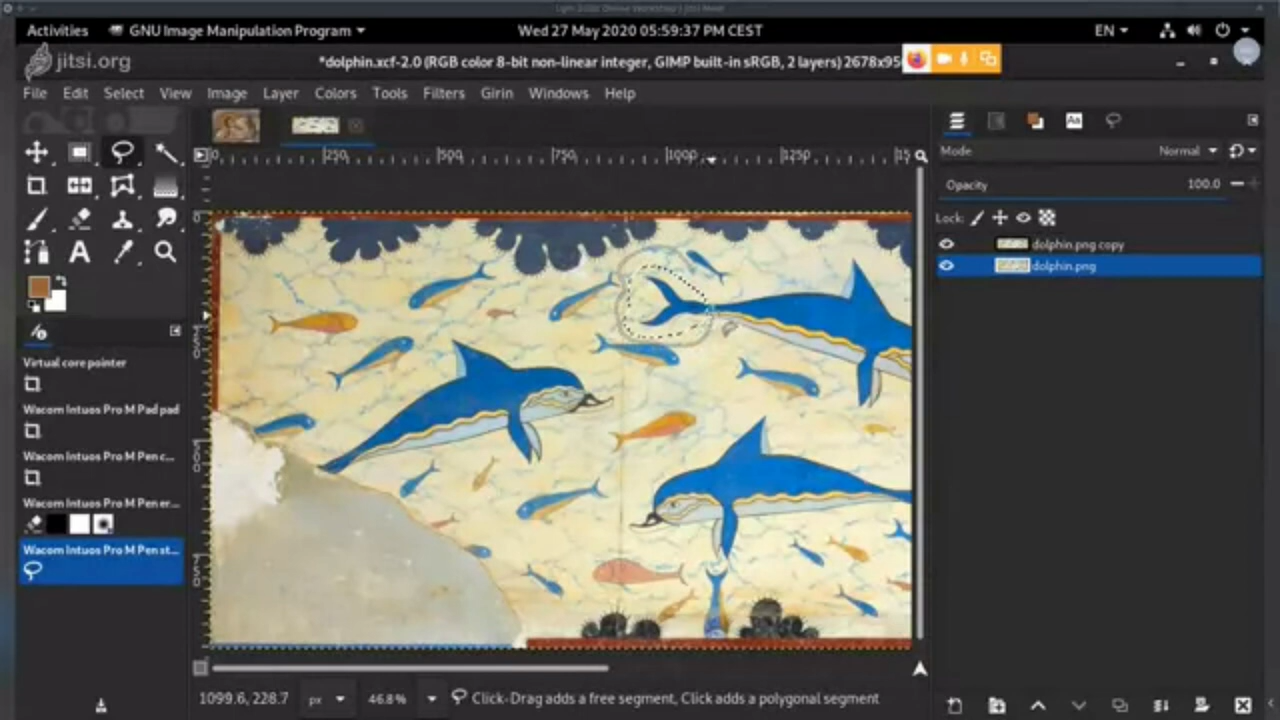 Activities GNU Image Manipulation Program Wed 27 May 2020 05:59:37 PM CEST EN
jitsi.org *dolphin.xcf-2.0 (RGB color 8-bit non-linear integer, GIMP built-in sRGB, 2 layers) 2678x95
File Edit Select View Image Layer Colors Tools Filters Girin Windows Help
0 250 500 750 1000 1250 15
Mode Normal
Opacity 100.0
Lock:
dolphin.png copy
dolphin.png
Virtual core pointer
Wacom Intuos Pro M Pad pad
Wacom Intuos Pro M Pen c...
Wacom Intuos Pro M Pen er...
Wacom Intuos Pro M Pen st...
1099.6, 228.7 px 46.8% Click-Drag adds a free segment, Click adds a polygonal segment